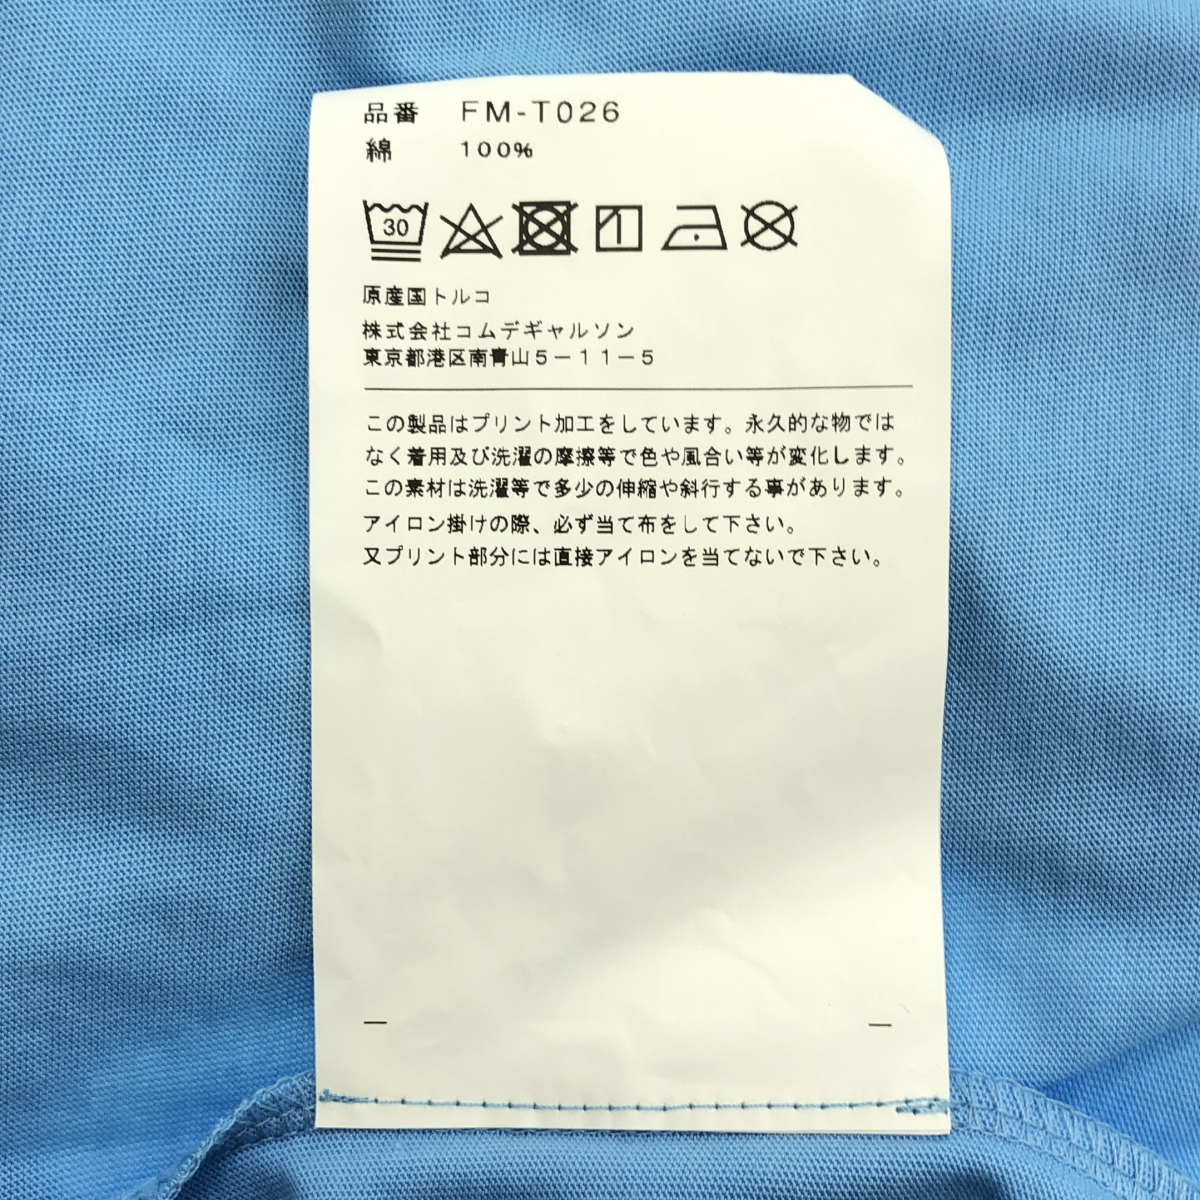 品番 FM-T026
綿 100%
30
原産国トルコ
株式会社コムデギャルソン
東京都港区南青山5-11-5
この製品はプリント加工をしています。永久的な物では
なく着用及び洗濯の摩擦等で色や風合い等が変化します。
この素材は洗濯等で多少の伸縮や斜行する事があります。
アイロン掛けの際、必ず当て布をして下さい。
又プリント部分には直接アイロンを当てないで下さい。